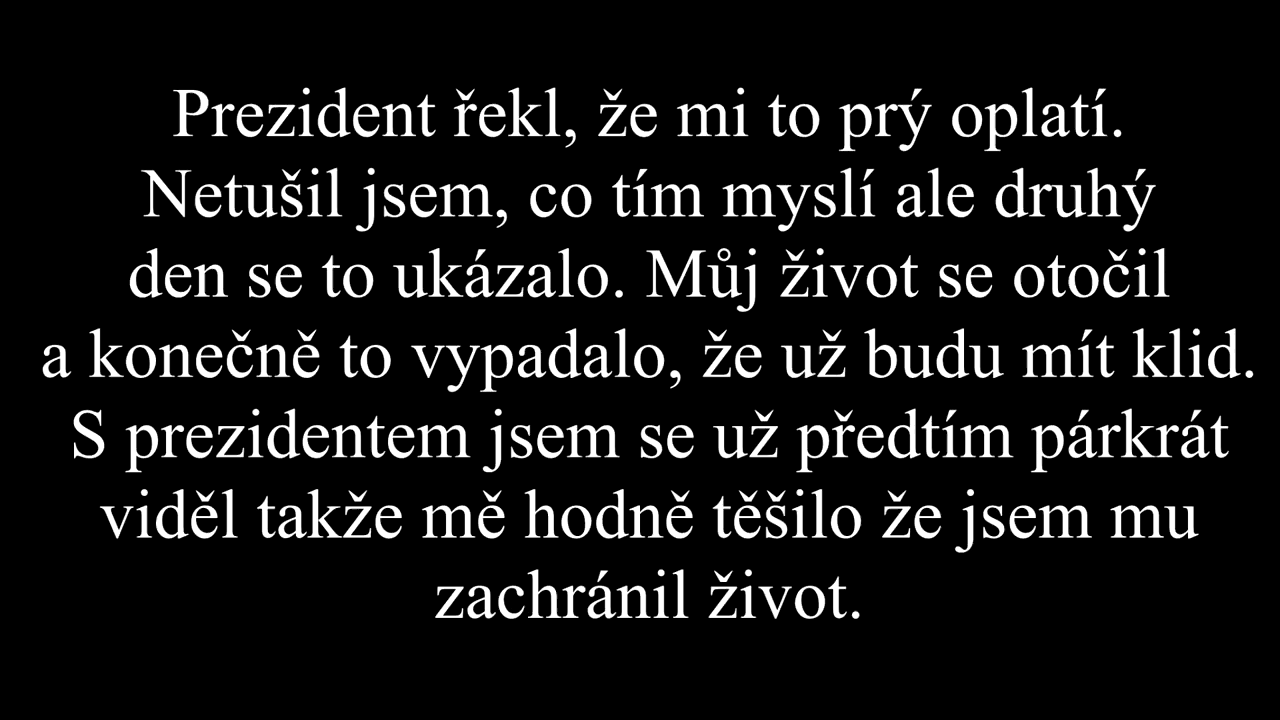 Prezident řekl, že mi to prý oplatí.
Netušil jsem, co tím myslí ale druhý
den se to ukázalo. Můj život se otočil
a konečně to vypadalo, že už budu mít klid.
S prezidentem jsem se už předtím párkrát
viděl takže mě hodně těšilo že jsem mu
zachránil život.